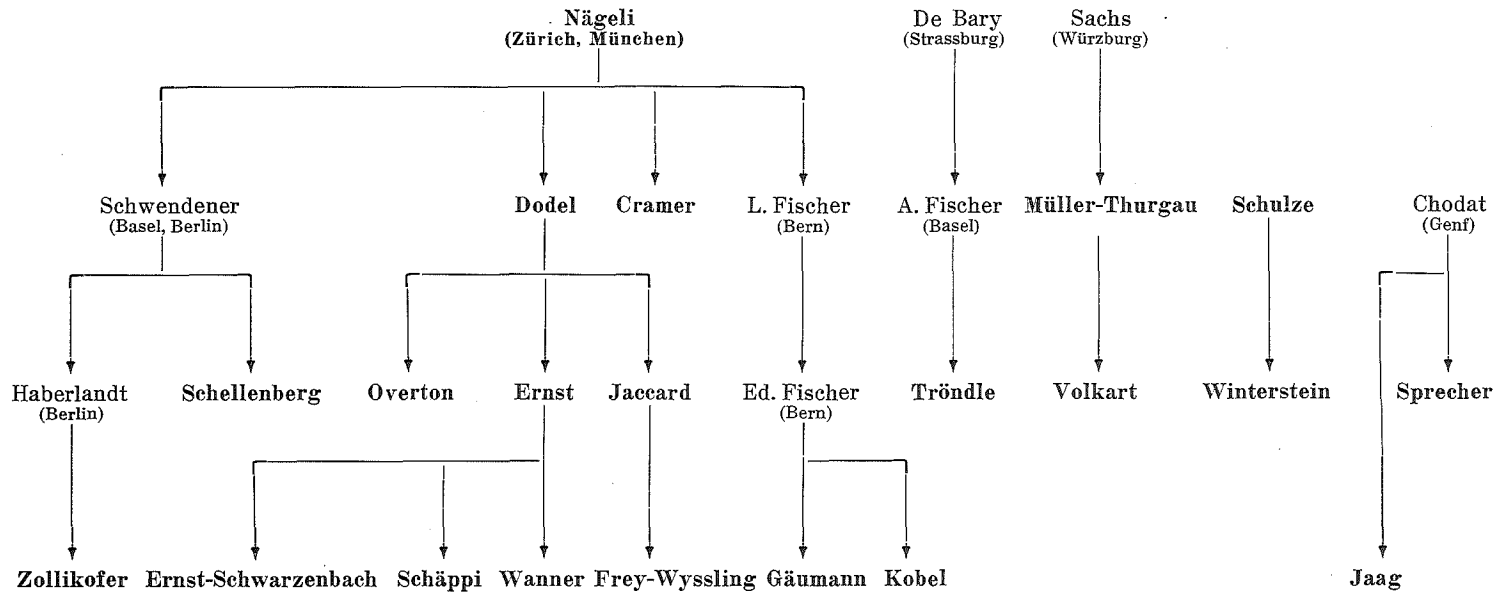 Nägeli De Bary Sachs
(Zürich, München) (Strassburg) (Würzburg)
Schwendener Dodel Cramer L. Fischer A. Fischer Müller-Thurgau Schulze Chodat
(Basel, Berlin) (Bern) (Basel) (Genf)
Haberlandt Schellenberg Overton Ernst Jaccard Ed. Fischer Tröndle Volkart Winterstein Sprecher
(Berlin) (Bern)
Zollikofer Ernst-Schwarzenbach Schäppi Wanner Frey-Wyssling Gäumann Kobel Jaag